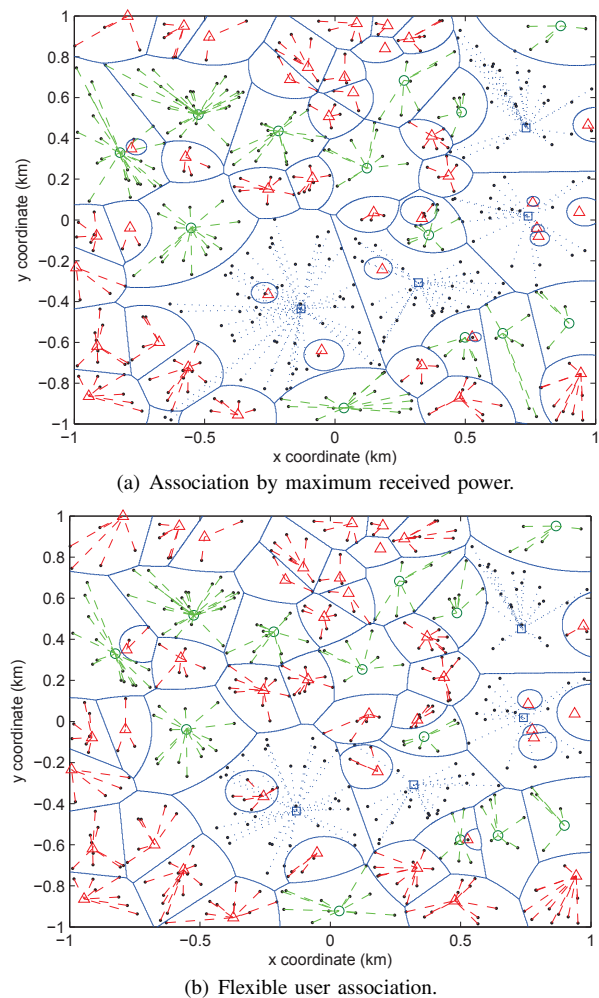 1
0.8
0.6
0.4
0.2
0
−0.2
−0.4
−0.6
−0.8
−1
y coordinate (km)
−1 −0.5 0 0.5 1
x coordinate (km)
(a) Association by maximum received power.
1
0.8
0.6
0.4
0.2
0
−0.2
−0.4
−0.6
−0.8
−1
y coordinate (km)
−1 −0.5 0 0.5 1
x coordinate (km)
(b) Flexible user association.